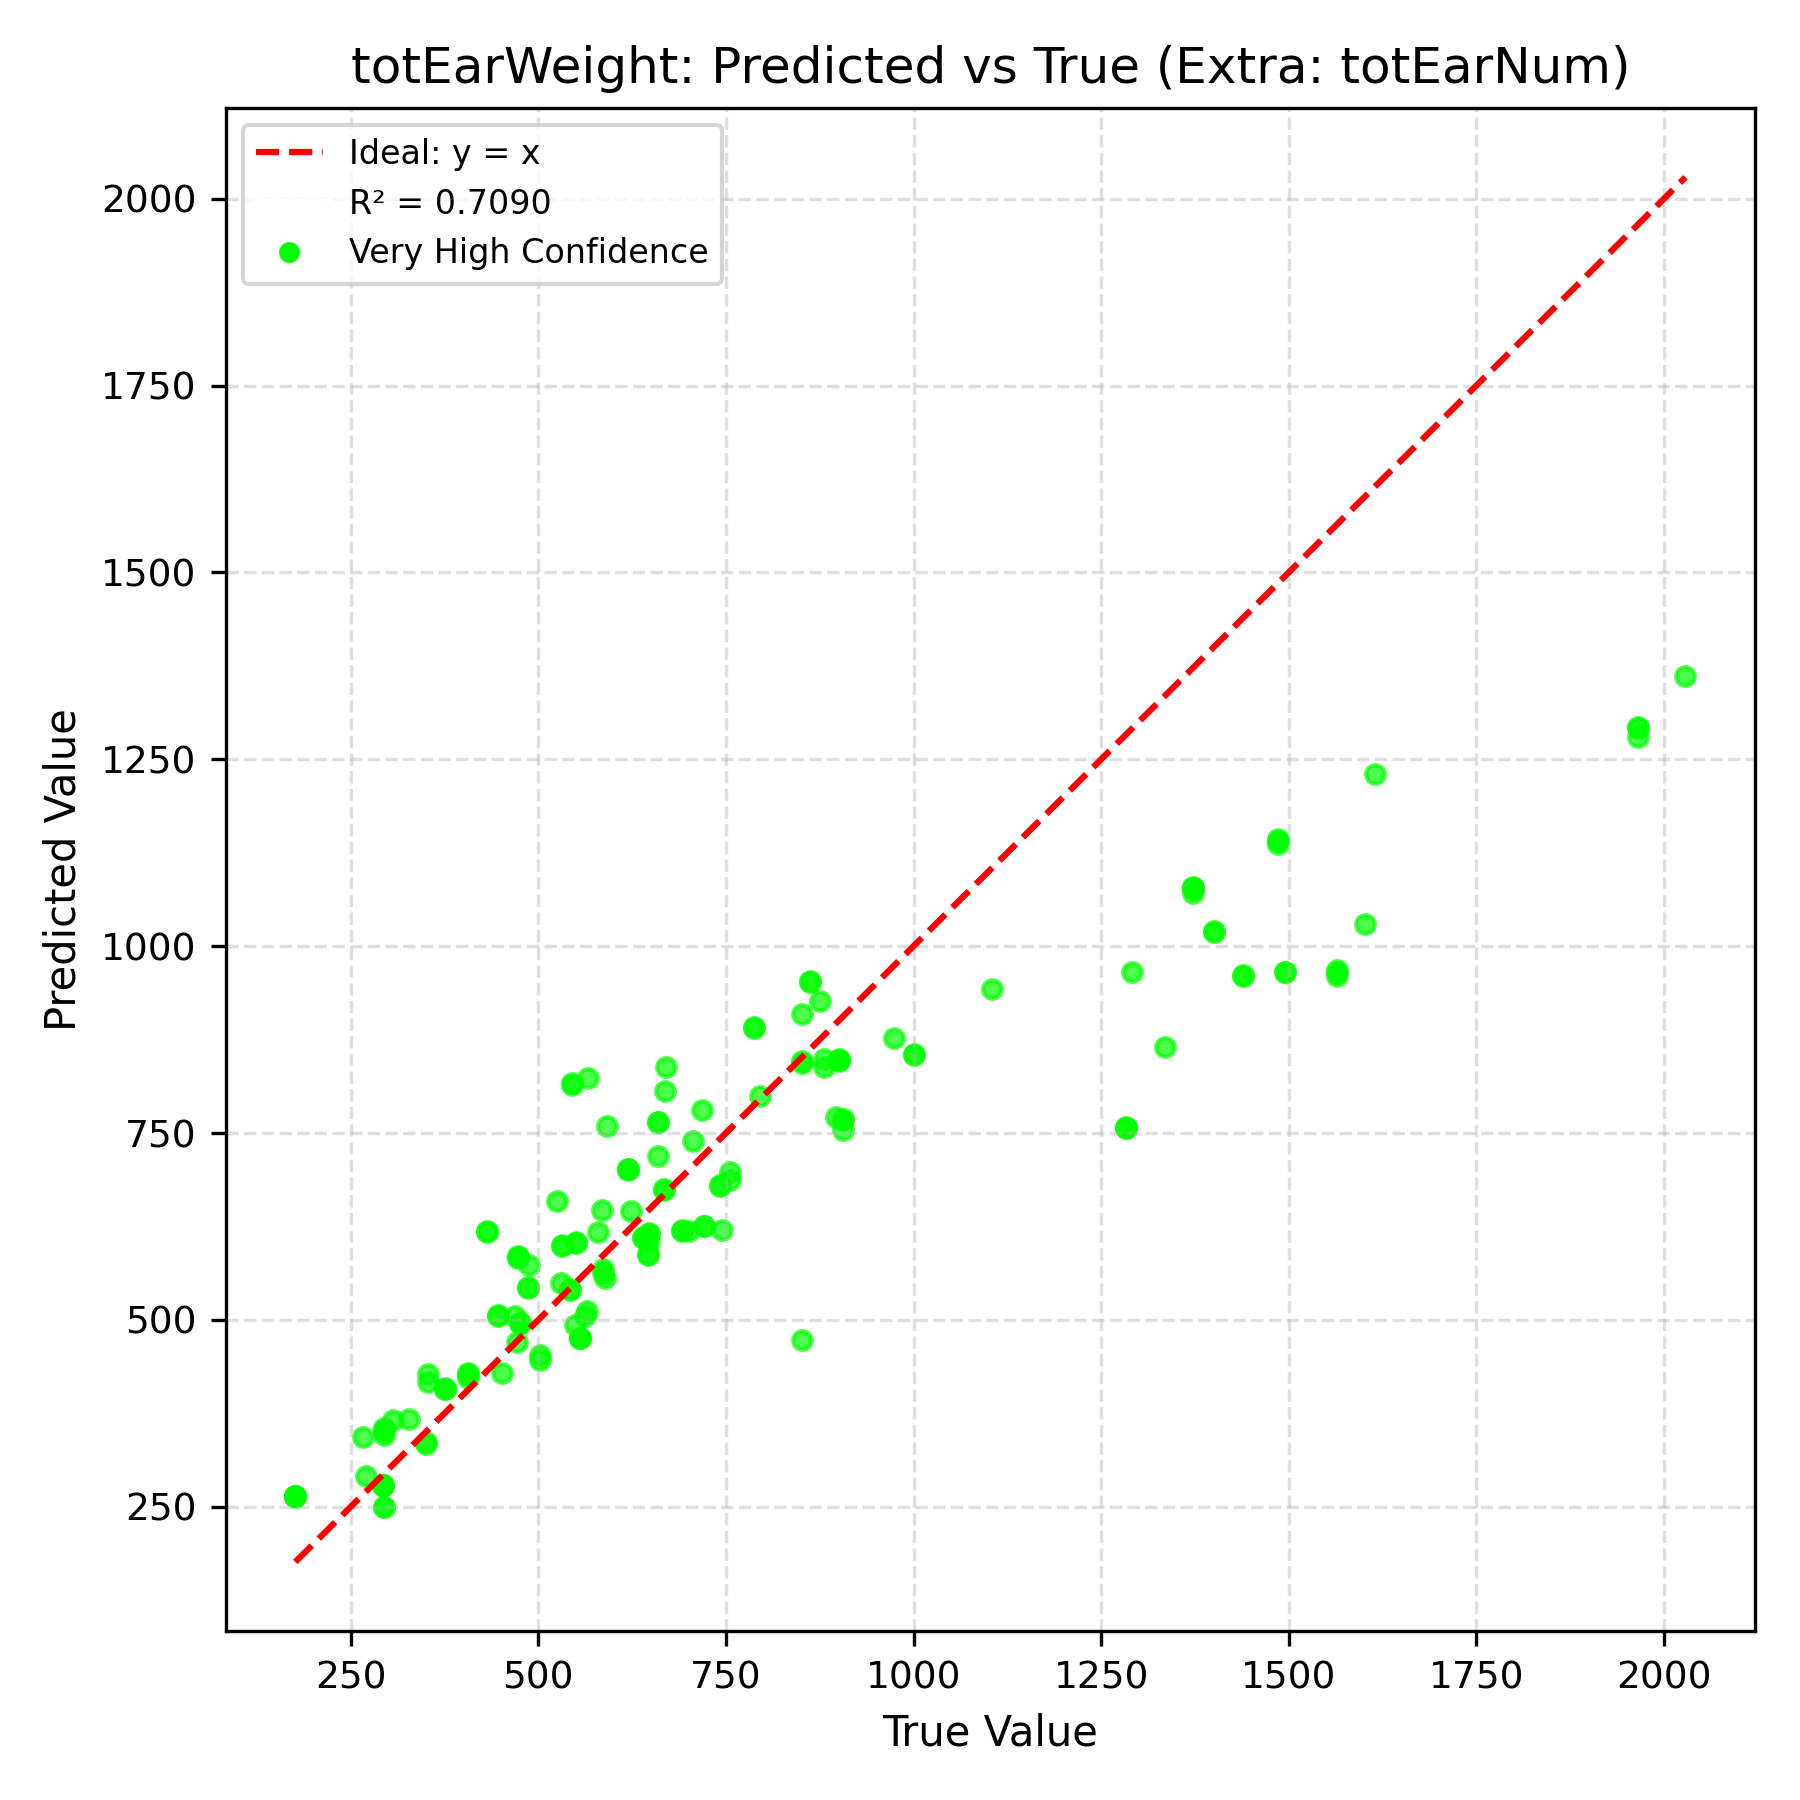 totEarWeight: Predicted vs True (Extra: totEarNum)
Ideal: y = x
R² = 0.7090
Very High Confidence
Predicted Value
2000
1750
1500
1250
1000
750
500
250
250 500 750 1000 1250 1500 1750 2000
True Value